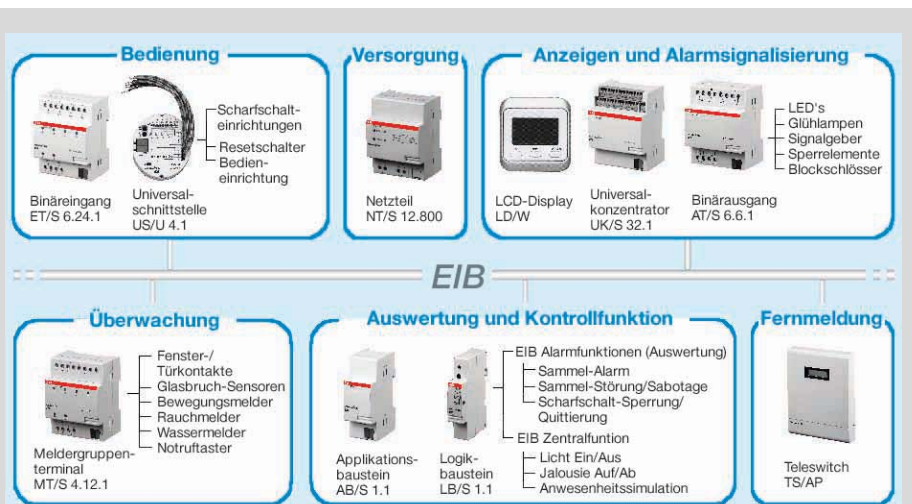 Bedienung
Scharfschalt-
einrichtungen
Resetschalter
Bedien-
einrichtung
Binäreingang
ET/S 6.24.1
Universal-
schnittstelle
US/U 4.1
Versorgung
Netzteil
NT/S 12.800
Anzeigen und Alarmsignalisierung
LED's
Glühlampen
Signalgeber
Sperrelemente
Blockschlösser
LCD-Display
LD/W
Universal-
konzentrator
UK/S 32.1
Binärausgang
AT/S 6.6.1
EIB
Überwachung
Fenster-/
Türkontakte
Glasbruch-Sensoren
Bewegungsmelder
Rauchmelder
Wassermelder
Notruftaster
Meldergruppen-
terminal
MT/S 4.12.1
Auswertung und Kontrollfunktion
EIB Alarmfunktionen (Auswertung)
Sammel-Alarm
Sammel-Störung/Sabotage
Scharfschalt-Sperrung/
Quittierung
EIB Zentralfuntion
Licht Ein/Aus
Jalousie Auf/Ab
Anwesenheitssimulation
Applikations-
baustein
AB/S 1.1
Logik-
baustein
LB/S 1.1
Fernmeldung
Teleswitch
TS/AP